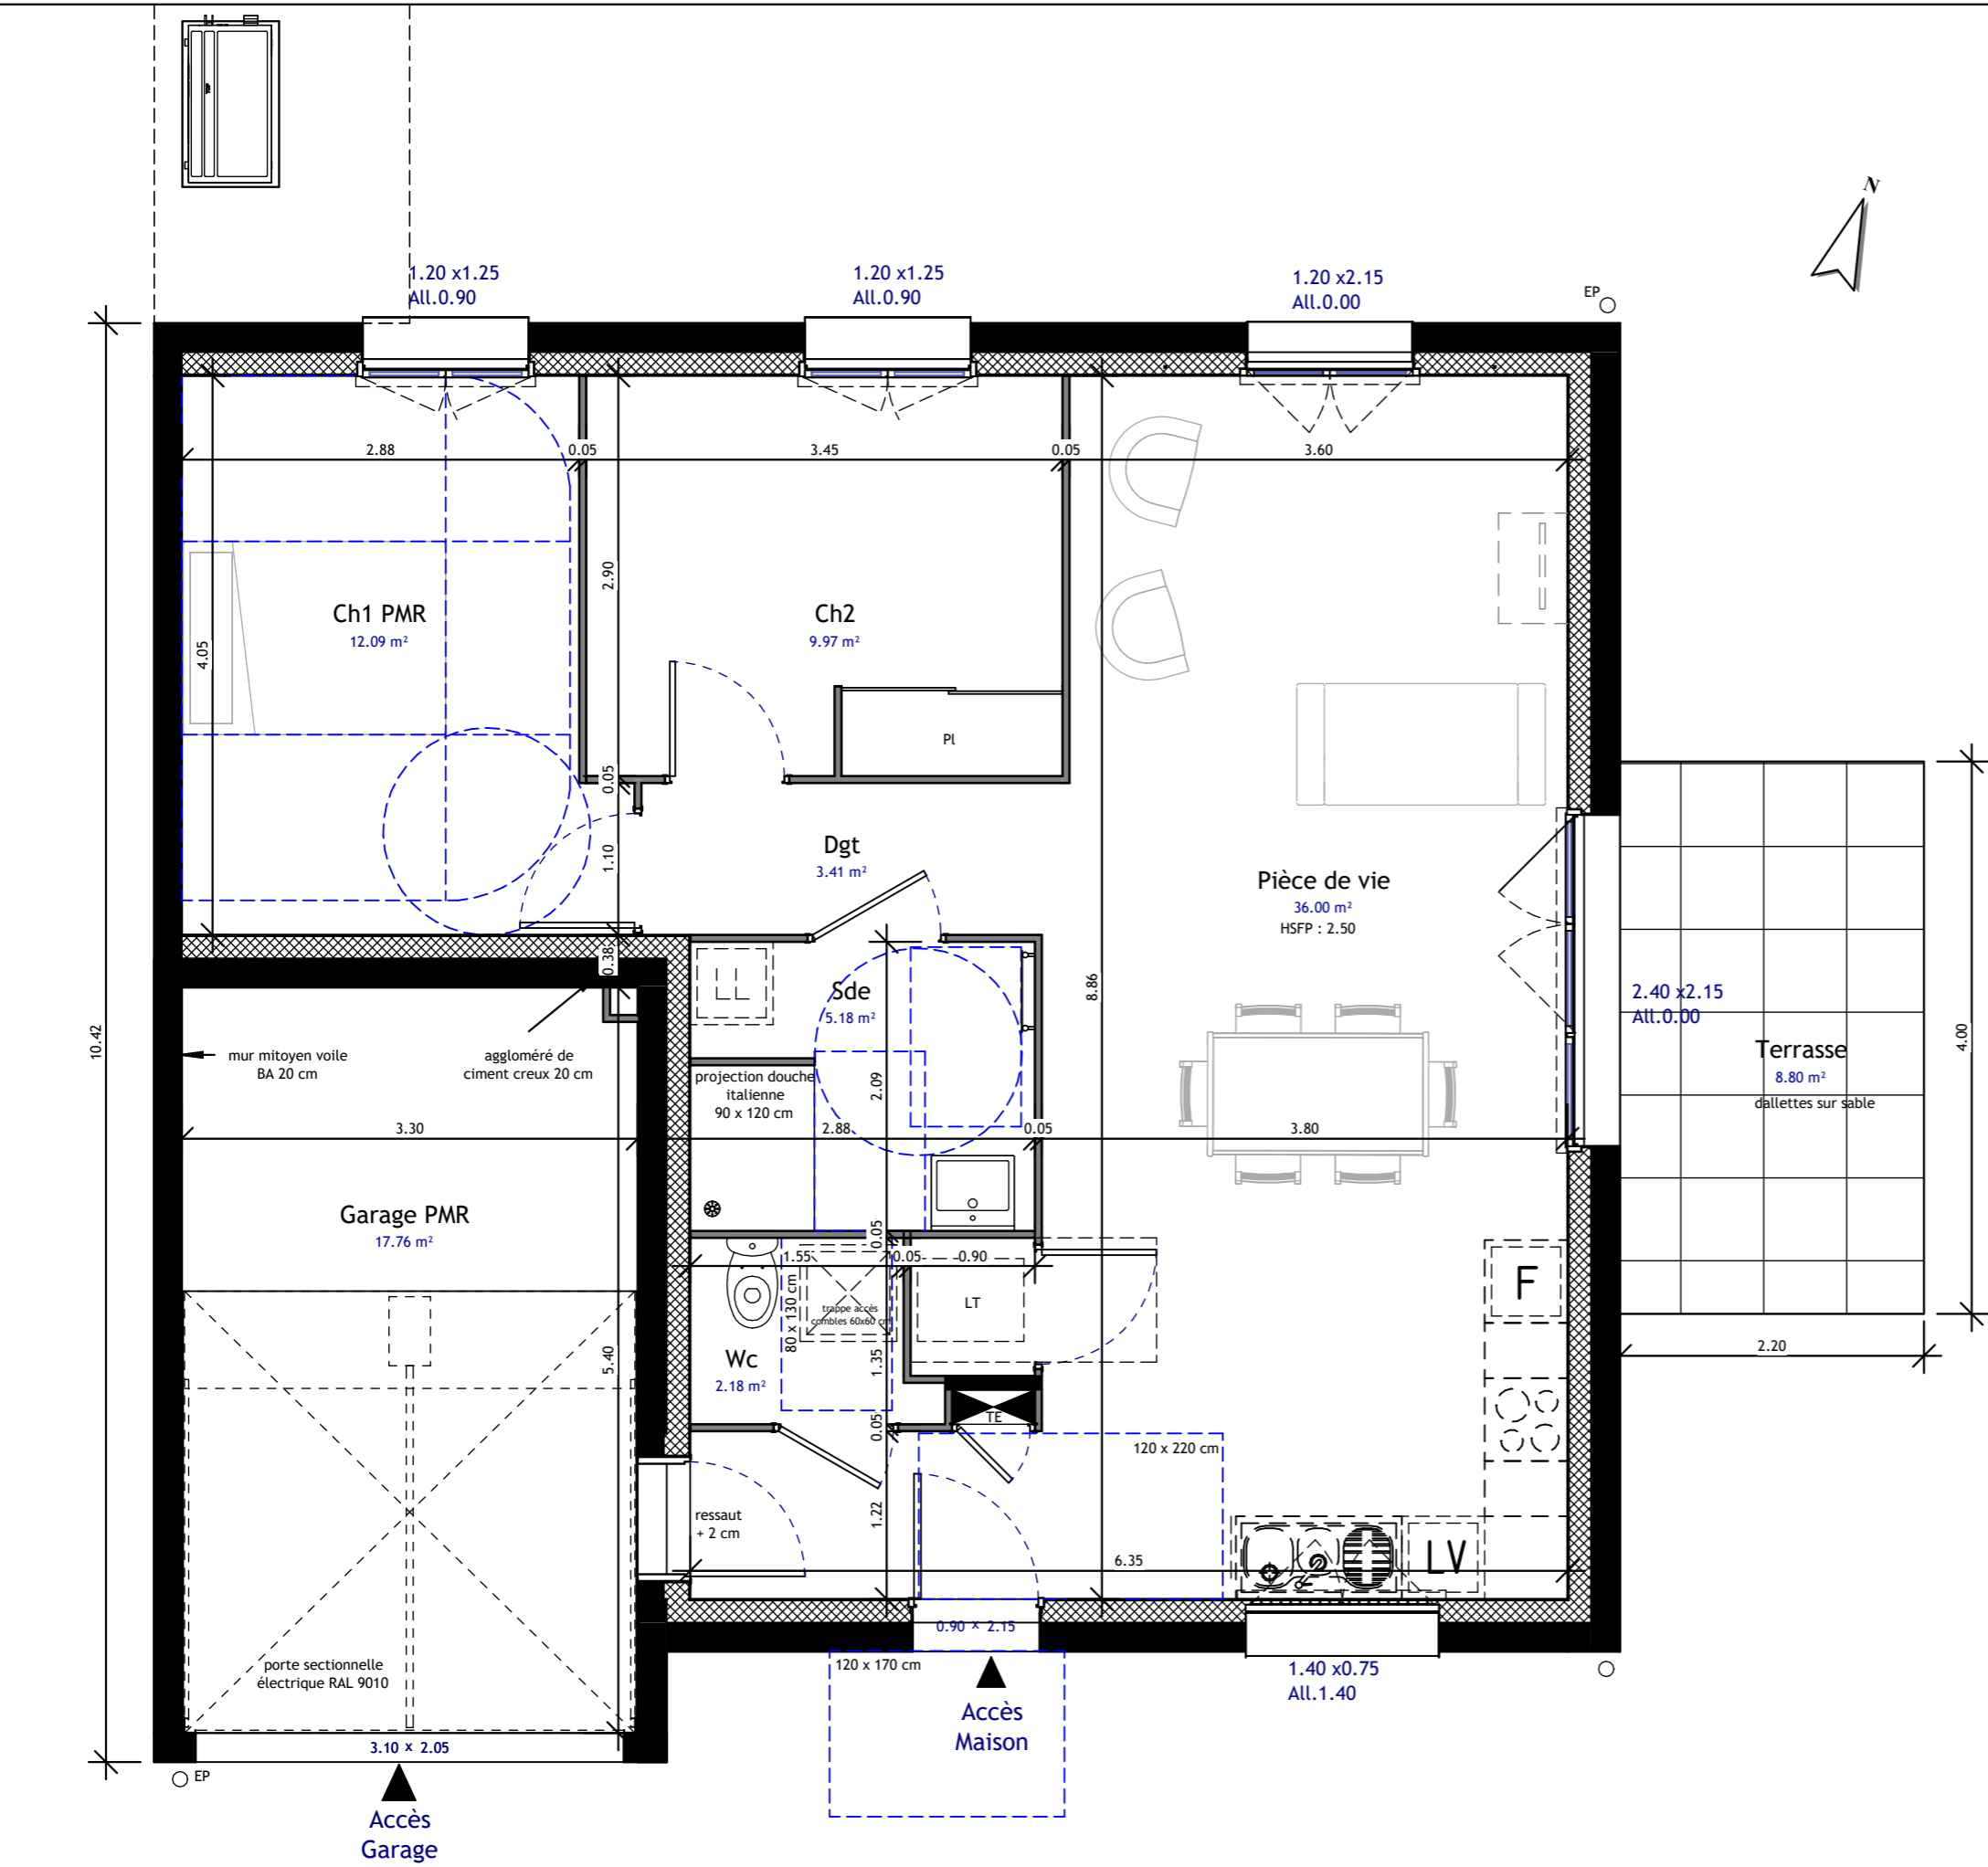 N
1.20 x1.25
All.0.90
1.20 x1.25
All.0.90
1.20 x2.15
All.0.00
EP
2.88
0.05
3.45
0.05
3.60
2.90
Ch1 PMR
12.09 m²
Ch2
9.97 m²
4.05
Pl
0.05
1.10
Dgt
3.41 m²
Pièce de vie
36.00 m²
HSFP : 2.50
0.38
LL
Sde
5.18 m²
8.86
2.40 x2.15
All.0.00
Terrasse
8.80 m²
dallettes sur sable
4.00
10.42
mur mitoyen voile
BA 20 cm
aggloméré de
ciment creux 20 cm
projection douche
italienne
90 x 120 cm
2.09
3.30
2.88
0.05
3.80
Garage PMR
17.76 m²
0.05
1.55
0.05
0.90
80 x 130 cm
trappe accès
combles 60x60 cm
LT
F
Wc
2.18 m²
1.35
5.40
2.20
TE
0.05
120 x 220 cm
ressaut
+ 2 cm
1.22
6.35
LV
0.90 x 2.15
120 x 170 cm
porte sectionnelle
électrique RAL 9010
1.40 x0.75
All.1.40
Accès
Maison
3.10 x 2.05
EP
Accès
Garage